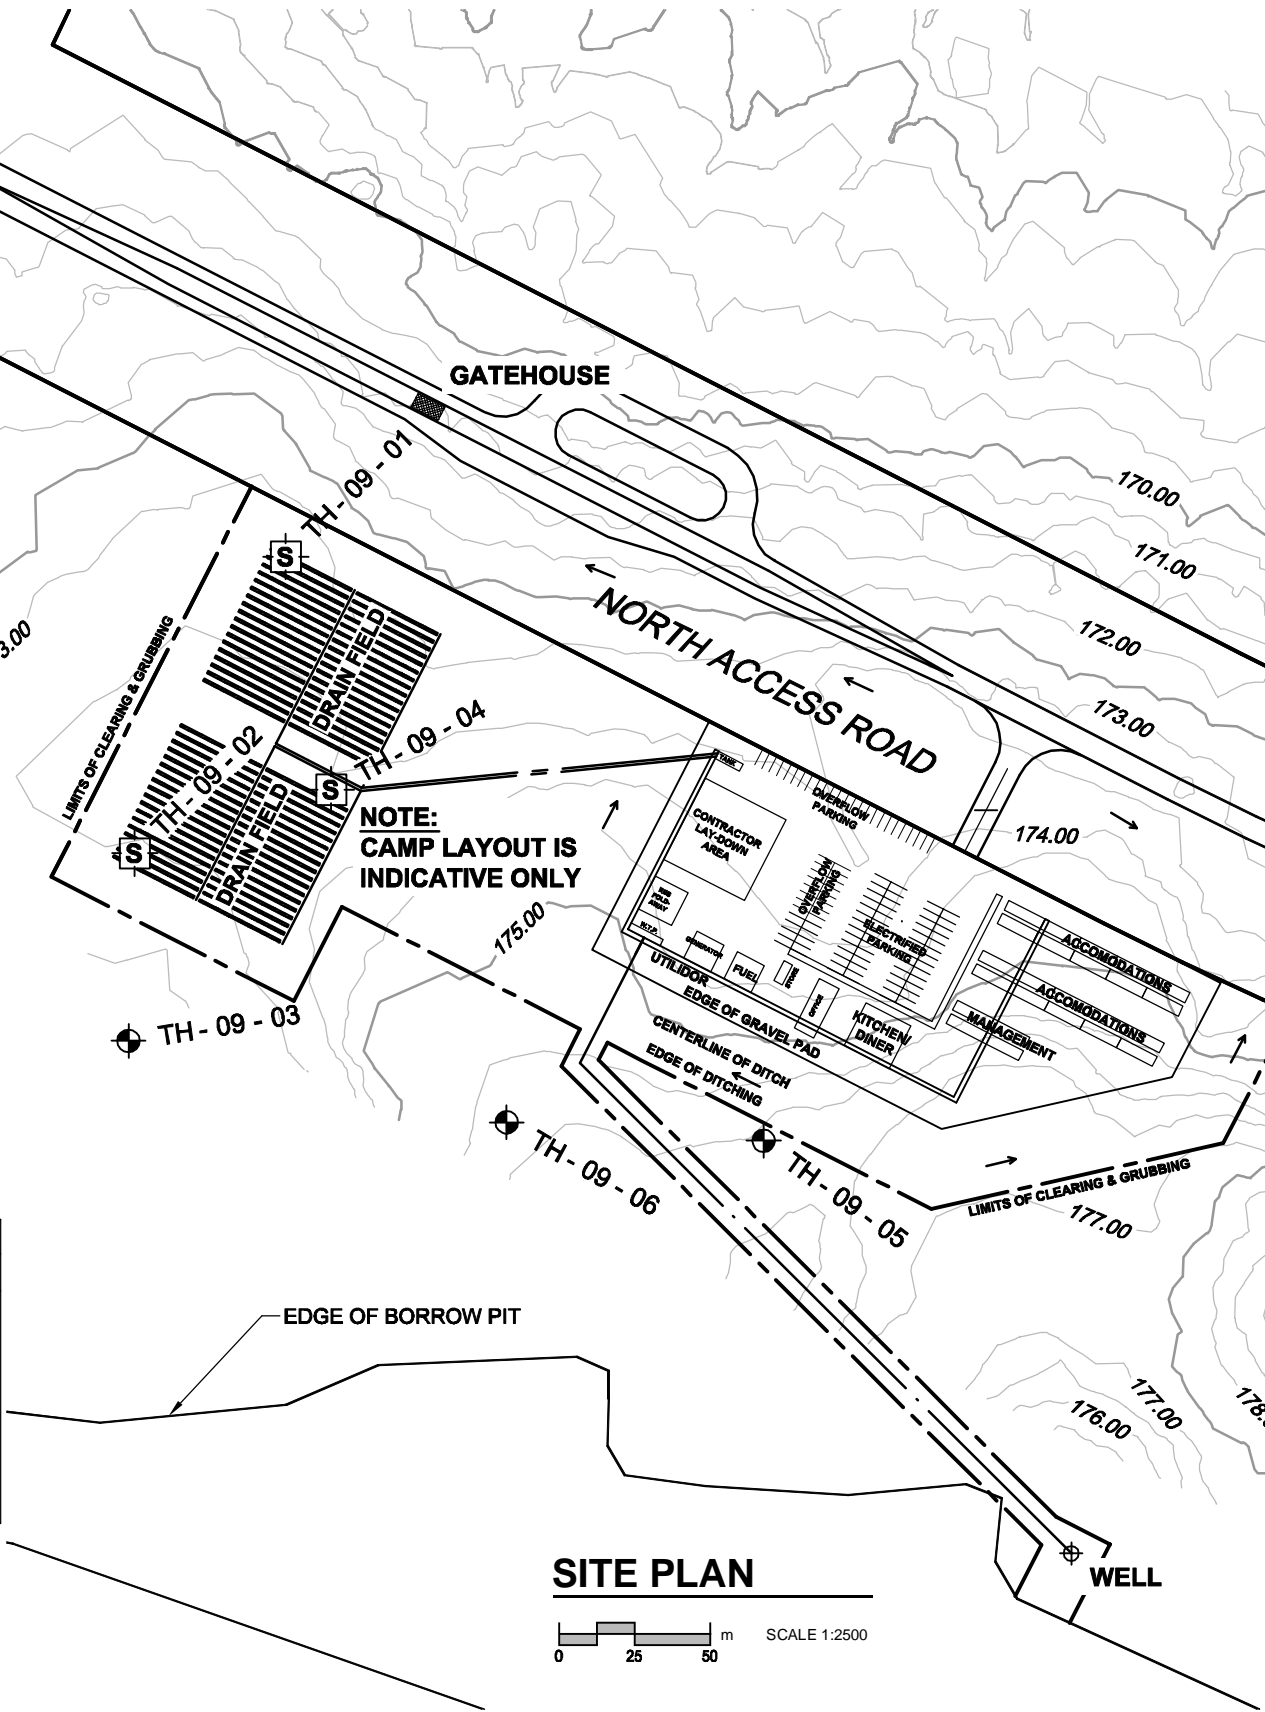 GATEHOUSE
TH - 09 - 01
170.00
171.00
172.00
173.00
3.00
NORTH ACCESS ROAD
LIMITS OF CLEARING & GRUBBING
DRAIN FIELD
TH - 09 - 04
TH - 09 - 02
DRAIN FIELD
S
S
S
NOTE:
CAMP LAYOUT IS
INDICATIVE ONLY
TANK
OVERFLOW
PARKING
CONTRACTOR
LAY-DOWN
AREA
174.00
OVERFLOW
PARKING
ELECTRIFIED
PARKING
175.00
W.T.P.
GENERATOR
FUEL
STORE
OFFICE
UTILIDOR
EDGE OF GRAVEL PAD
KITCHEN/
DINER
ACCOMODATIONS
ACCOMODATIONS
MANAGEMENT
CENTERLINE OF DITCH
EDGE OF DITCHING
TH - 09 - 03
TH - 09 - 06
TH - 09 - 05
LIMITS OF CLEARING & GRUBBING
177.00
EDGE OF BORROW PIT
176.00
177.00
178.
WELL
SITE PLAN
m
SCALE 1:2500
0
25
50